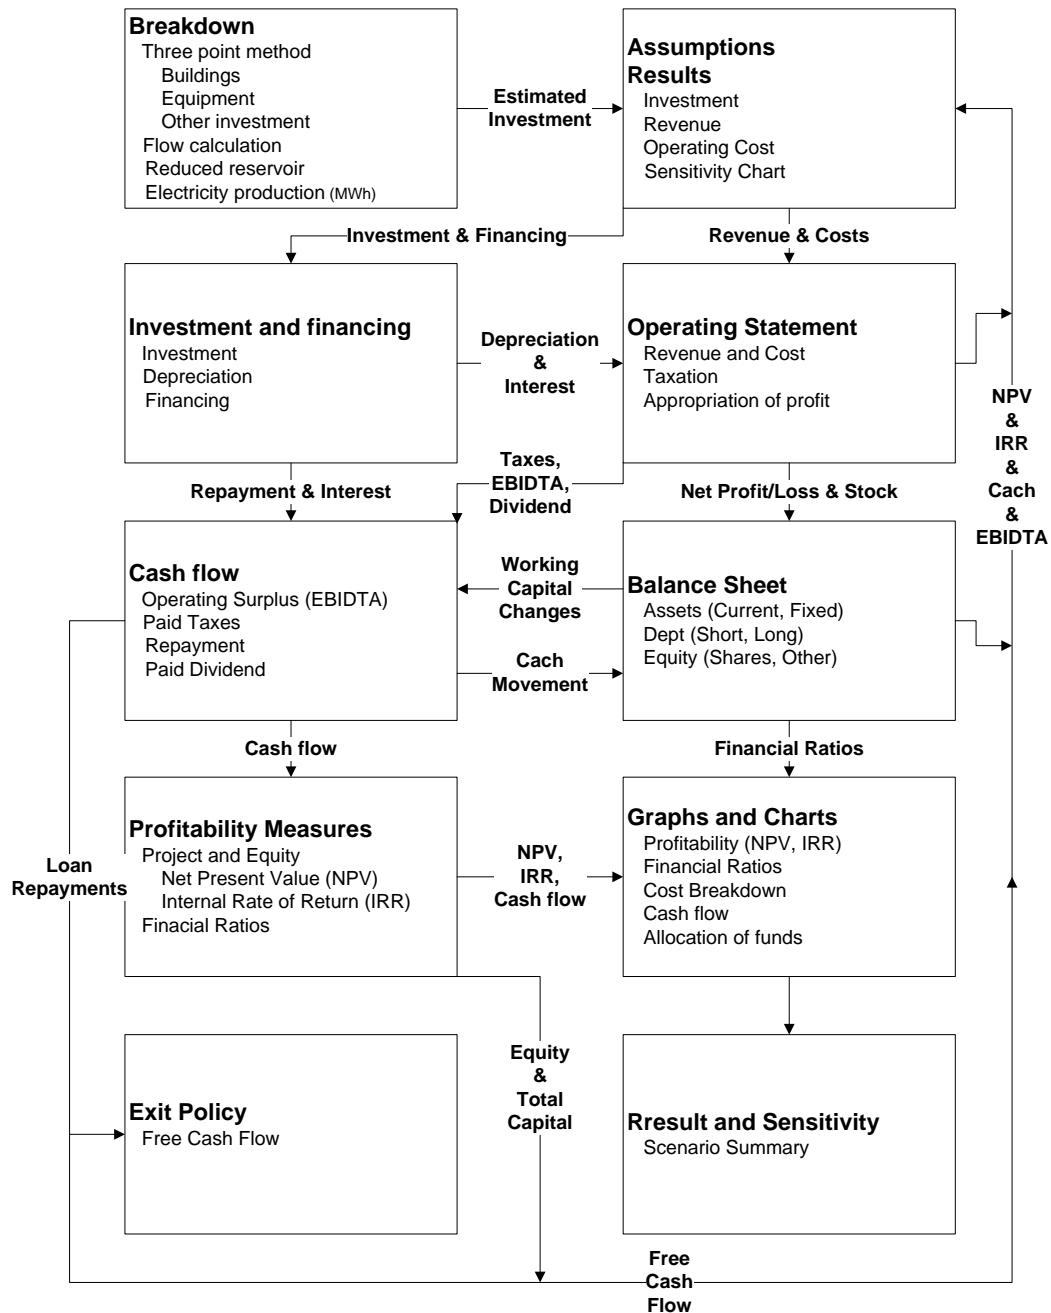 Breakdown
Three point method
Buildings
Equipment
Other investment
Flow calculation
Reduced reservoir
Electricity production (MWh)
Estimated
Investment
Assumptions
Results
Investment
Revenue
Operating Cost
Sensitivity Chart
Investment & Financing
Revenue & Costs
Investment and financing
Investment
Depreciation
Financing
Depreciation
&
Interest
Operating Statement
Revenue and Cost
Taxation
Appropriation of profit
NPV
&
IRR
&
Cach
&
EBIDTA
Repayment & Interest
Taxes,
EBIDTA,
Dividend
Net Profit/Loss & Stock
Cash flow
Operating Surplus (EBIDTA)
Paid Taxes
Repayment
Paid Dividend
Working
Capital
Changes
Cach
Movement
Balance Sheet
Assets (Current, Fixed)
Dept (Short, Long)
Equity (Shares, Other)
Cash flow
Financial Ratios
Loan
Repayments
Profitability Measures
Project and Equity
Net Present Value (NPV)
Internal Rate of Return (IRR)
Finacial Ratios
NPV,
IRR,
Cash flow
Graphs and Charts
Profitability (NPV, IRR)
Financial Ratios
Cost Breakdown
Cash flow
Allocation of funds
Equity
&
Total
Capital
Exit Policy
Free Cash Flow
Rresult and Sensitivity
Scenario Summary
Free
Cash
Flow